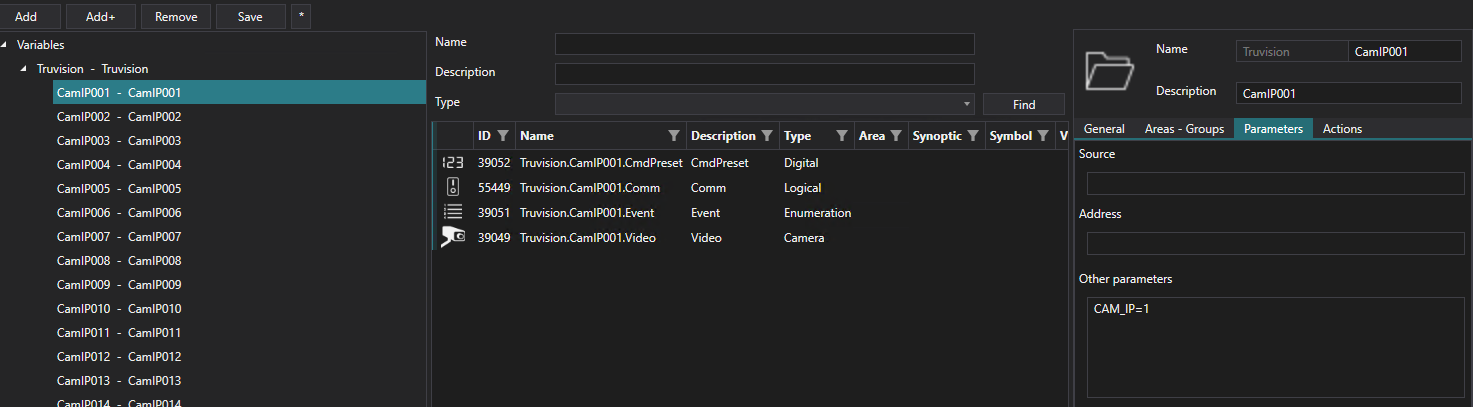 Add Add+ Remove Save *
Variables
Truvision - Truvision
CamIP001 - CamIP001
CamIP002 - CamIP002
CamIP003 - CamIP003
CamIP004 - CamIP004
CamIP005 - CamIP005
CamIP006 - CamIP006
CamIP007 - CamIP007
CamIP008 - CamIP008
CamIP009 - CamIP009
CamIP010 - CamIP010
CamIP011 - CamIP011
CamIP012 - CamIP012
CamIP013 - CamIP013
CamIP014 - CamIP014
Name
Description
Type
Find
ID Name Description Type Area Synoptic Symbol V
123 39052 Truvision.CamIP001.CmdPreset CmdPreset Digital
55449 Truvision.CamIP001.Comm Comm Logical
39051 Truvision.CamIP001.Event Event Enumeration
39049 Truvision.CamIP001.Video Video Camera
Name Truvision CamIP001
Description CamIP001
General Areas - Groups Parameters Actions
Source
Address
Other parameters
CAM_IP=1